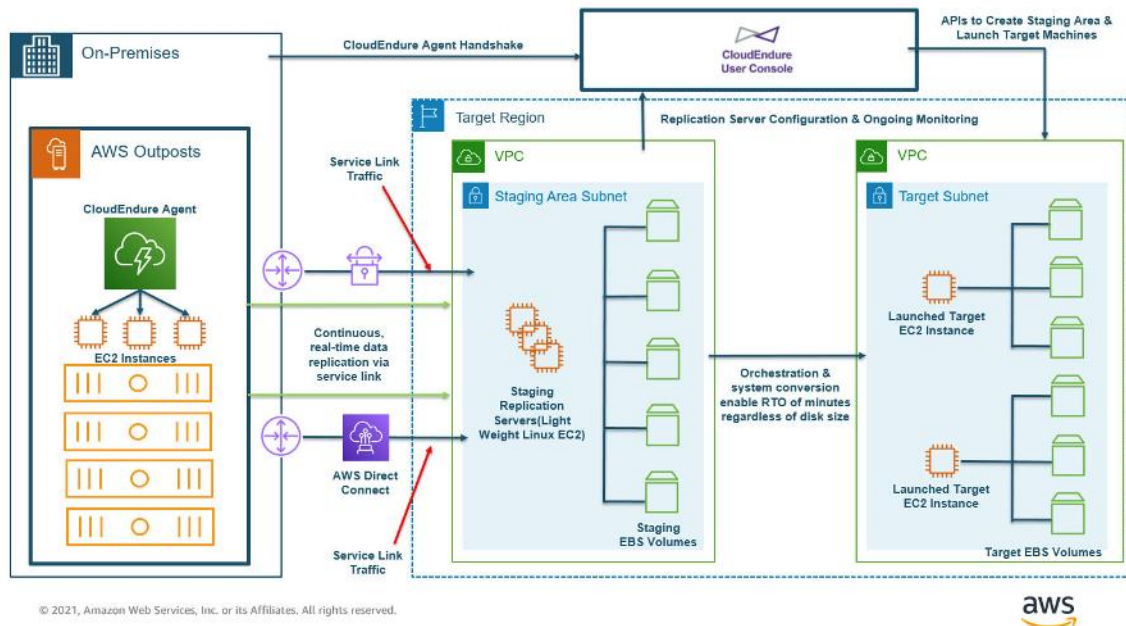 On-Premises
CloudEndure Agent Handshake
CloudEndure
User Console
APIs to Create Staging Area &
Launch Target Machines
AWS Outposts
CloudEndure Agent
EC2 Instances
Service Link
Traffic
Continuous,
real-time data
replication via
service link
AWS Direct
Connect
Service Link
Traffic
Target Region
Replication Server Configuration & Ongoing Monitoring
VPC
Staging Area Subnet
Staging
Replication
Servers(Light
Weight Linux EC2)
Staging
EBS Volumes
Orchestration &
system conversion
enable RTO of minutes
regardless of disk size
VPC
Target Subnet
Launched Target
EC2 Instance
Launched Target
EC2 Instance
Target EBS Volumes
© 2021, Amazon Web Services, Inc. or its Affiliates. All rights reserved.
aws